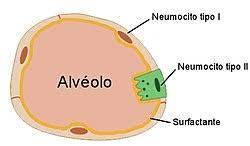 Neumocito tipo I
Alvéolo
Neumocito tipo II
Surfactante